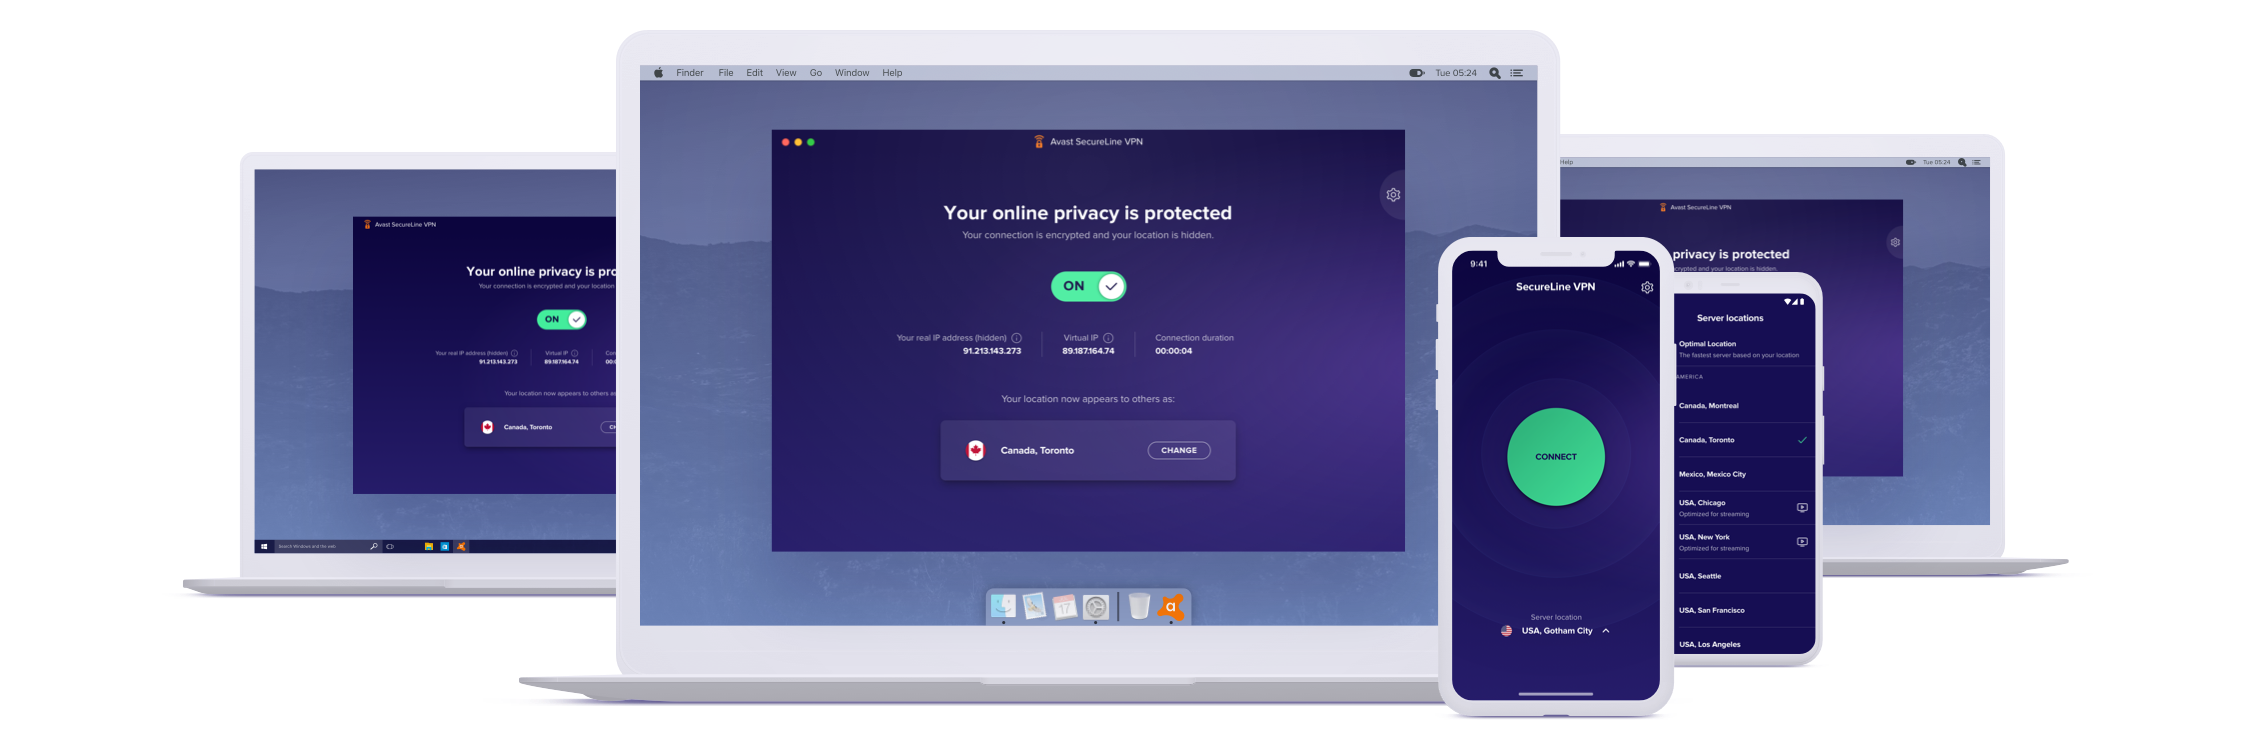 Avast SecureLine VPN
Your online privacy is pro
Your connection is encrypted and your location
ON
Your real IP address (hidden)
91.213.143.273
Virtual IP
89.187.164.74
Con
00:0
Your location now appears to others as
Canada, Toronto
CH
Search Windows and the web
Finder File Edit View Go Window Help
Tue 05:24
Avast SecureLine VPN
Your online privacy is protected
Your connection is encrypted and your location is hidden.
ON
Your real IP address (hidden)
91.213.143.273
Virtual IP
89.187.164.74
Connection duration
00:00:04
Your location now appears to others as:
Canada, Toronto
CHANGE
17
a
9:41
SecureLine VPN
CONNECT
Server location
USA, Gotham City
Help
Tue 05:24
Avast SecureLine VPN
privacy is protected
crypted and your location is hidden.
Server locations
Optimal Location
The fastest server based on your location
AMERICA
Canada, Montreal
Canada, Toronto
Mexico, Mexico City
USA, Chicago
Optimized for streaming
USA, New York
Optimized for streaming
USA, Seattle
USA, San Francisco
USA, Los Angeles